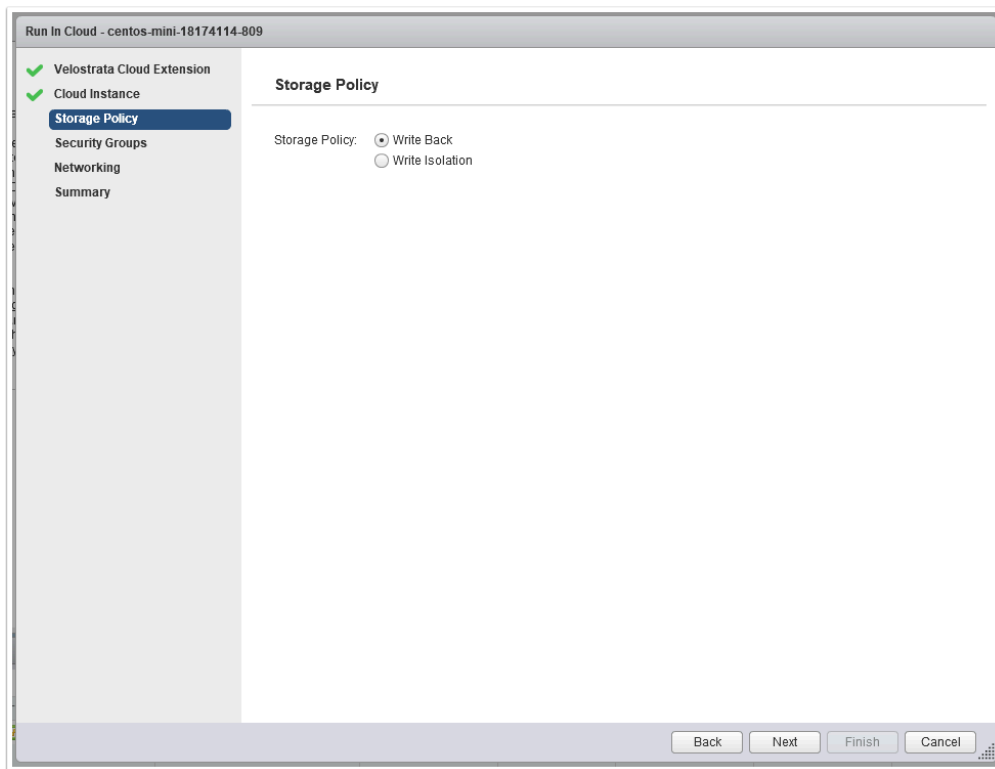 Run In Cloud - centos-mini-18174114-809
Velostrata Cloud Extension
Cloud Instance
Storage Policy
Security Groups
Networking
Summary
Storage Policy
Storage Policy: Write Back
Write Isolation
Back Next Finish Cancel